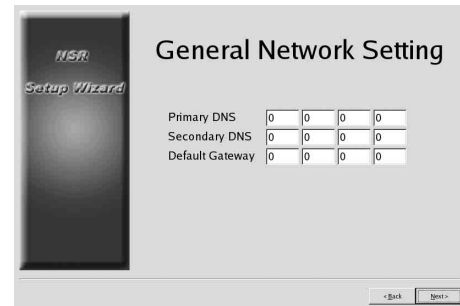 NSR
Setup Wizard
General Network Setting
Primary DNS 0 0 0 0
Secondary DNS 0 0 0 0
Default Gateway 0 0 0 0
< Back Next >